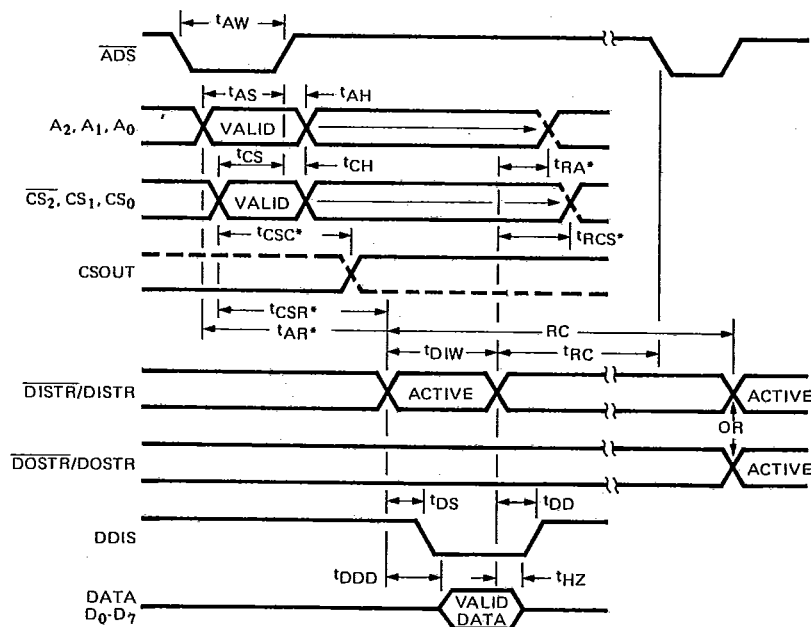 tAW
ADS
tAS tAH
A2, A1, A0 VALID
tCS tCH tRA*
CS2, CS1, CS0 VALID
tCSC* tRCS*
CSOUT
tCSR*
tAR* RC
tDIW tRC
DISTR/DISTR ACTIVE ACTIVE
OR
DOSTR/DOSTR ACTIVE
tDS tDD
DDIS
tDDD tHZ
DATA VALID
D0-D7 DATA